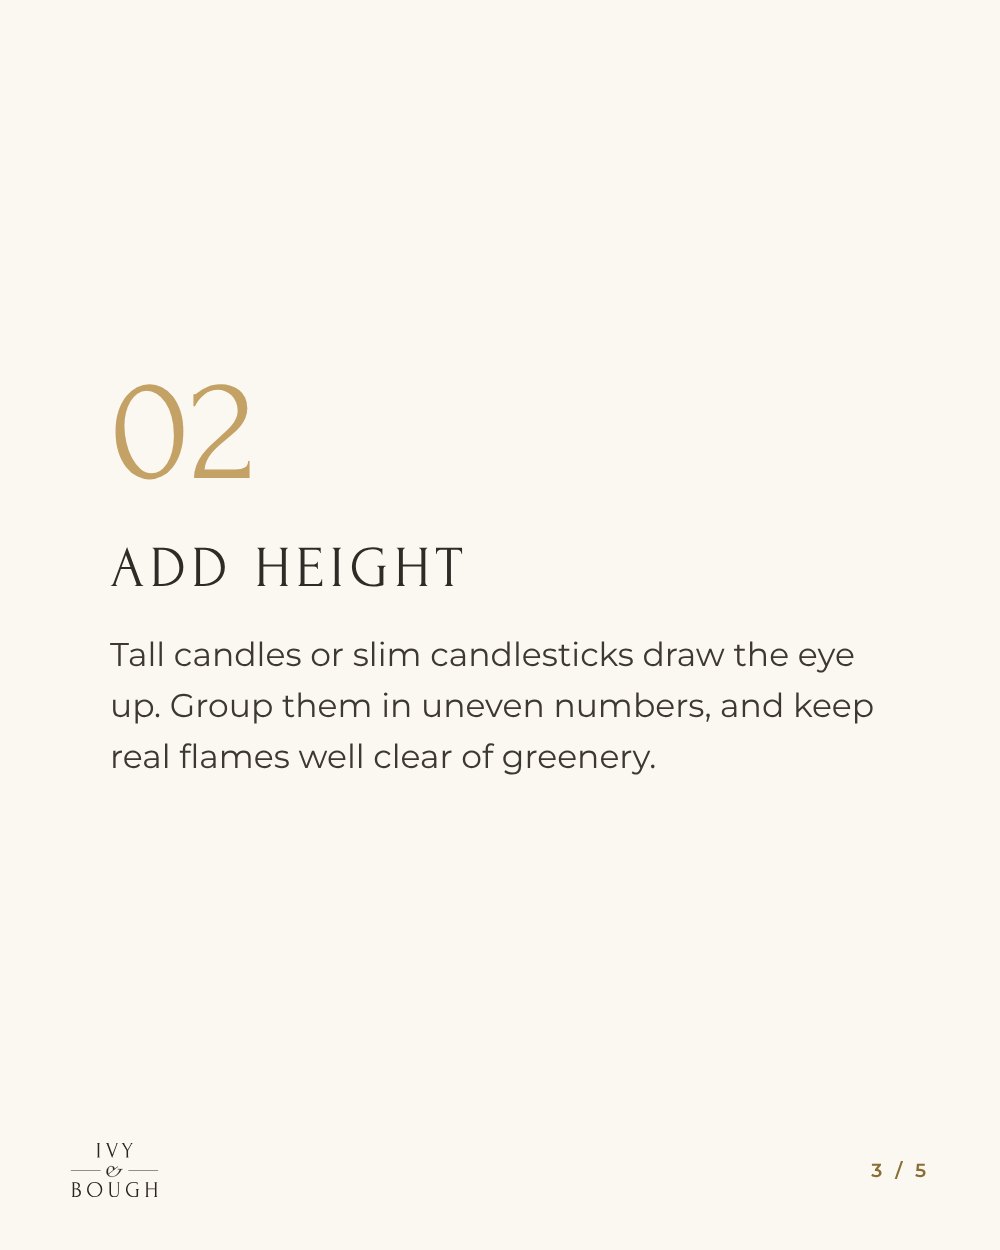 02
ADD HEIGHT
Tall candles or slim candlesticks draw the eye
up. Group them in uneven numbers, and keep
real flames well clear of greenery.
IVY
&
BOUGH
3 / 5